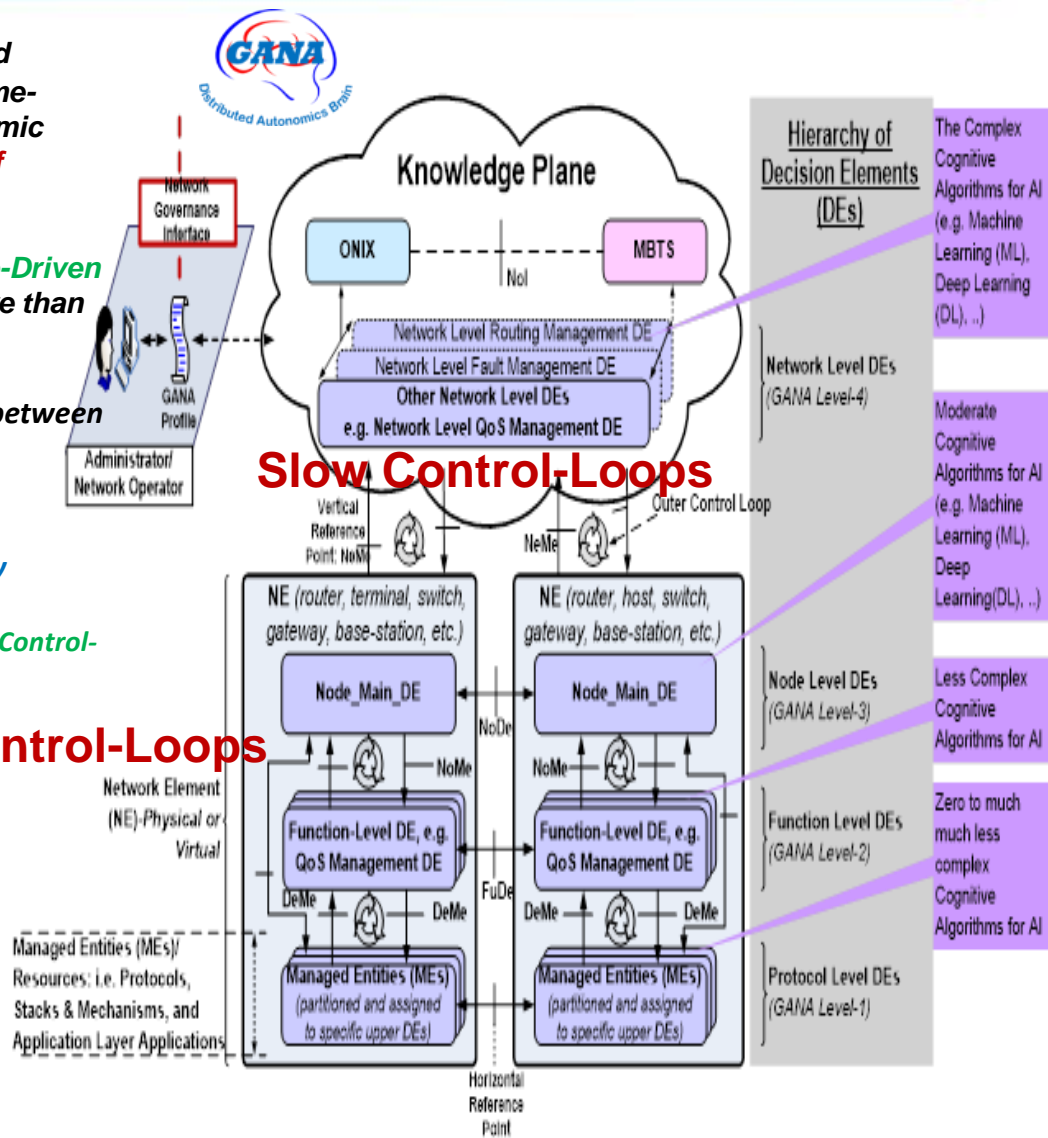 d
me-
mic
f
-Driven
re than
between
y
Control-
ontrol-Loops
GANA
Distributed Autonomics Brain
Network
Governance
Interface
GANA
Profile
Administrator/
Network Operator
Knowledge Plane
ONIX
MBTS
NoI
Network Level Routing Management DE
Network Level Fault Management DE
Other Network Level DEs
e.g. Network Level QoS Management DE
Slow Control-Loops
Vertical
Reference
Point: NeMe
NeMe
Outer Control Loop
NE (router, terminal, switch,
gateway, base-station, etc.)
NE (router, host, switch,
gateway, base-station, etc.)
Node_Main_DE
Node_Main_DE
NoDe
NoMe
NoMe
Network Element
(NE)-Physical or
Virtual
Function-Level DE, e.g.
QoS Management DE
Function-Level DE, e.g.
QoS Management DE
FuDe
DeMe
DeMe
DeMe
DeMe
Managed Entities (MEs)/
Resources: i.e. Protocols,
Stacks & Mechanisms, and
Application Layer Applications
Managed Entities (MEs)
(partitioned and assigned
to specific upper DEs)
Managed Entities (MEs)
(partitioned and assigned
to specific upper DEs)
Horizontal
Reference
Point
Hierarchy of
Decision Elements
(DEs)
Network Level DEs
(GANA Level-4)
Node Level DEs
(GANA Level-3)
Function Level DEs
(GANA Level-2)
Protocol Level DEs
(GANA Level-1)
The Complex
Cognitive
Algorithms for AI
(e.g. Machine
Learning (ML),
Deep Learning
(DL), ..)
Moderate
Cognitive
Algorithms for AI
(e.g. Machine
Learning (ML),
Deep
Learning(DL), ..)
Less Complex
Cognitive
Algorithms for AI
Zero to much
much less
complex
Cognitive
Algorithms for AI